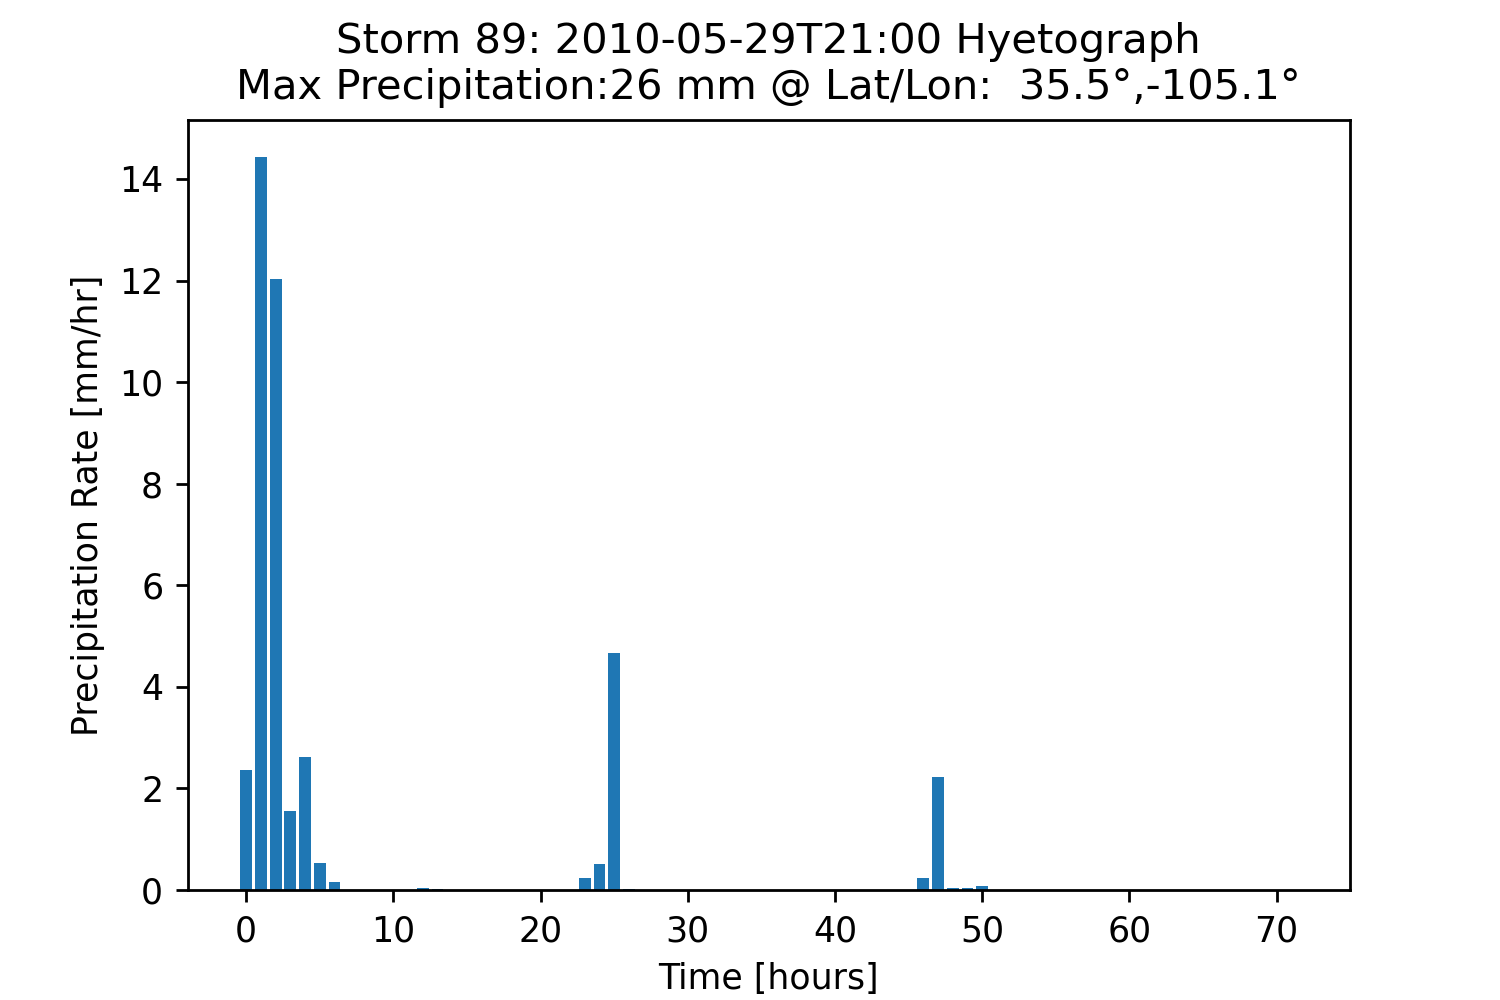 Storm 89: 2010-05-29T21:00 Hyetograph
Max Precipitation:26 mm @ Lat/Lon:  35.5°,-105.1°
14
12
10
8
6
4
2
0
Precipitation Rate [mm/hr]
0 10 20 30 40 50 60 70
Time [hours]